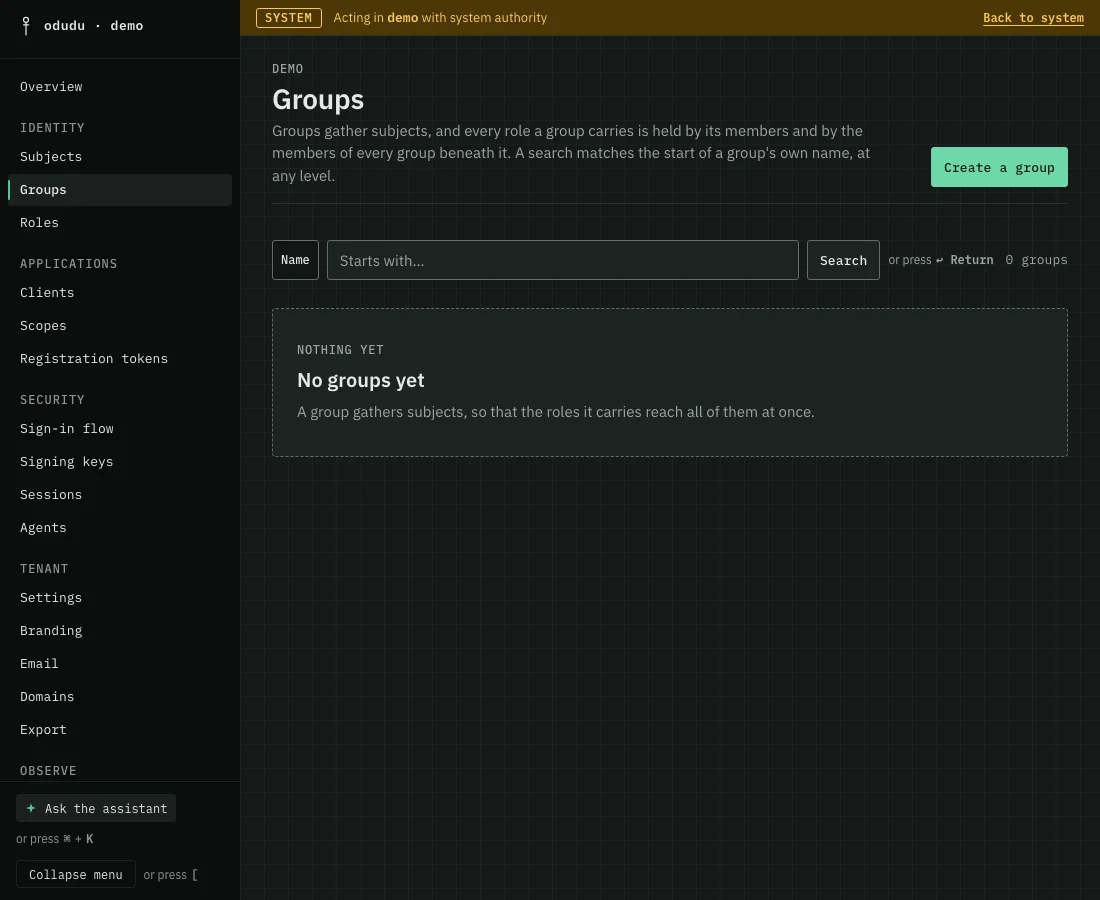 odudu · demo
SYSTEM Acting in demo with system authority Back to system
Overview
IDENTITY
Subjects
Groups
Roles
APPLICATIONS
Clients
Scopes
Registration tokens
SECURITY
Sign-in flow
Signing keys
Sessions
Agents
TENANT
Settings
Branding
Email
Domains
Export
OBSERVE
✦ Ask the assistant
or press ⌘ + K
Collapse menu or press [
DEMO
Groups
Groups gather subjects, and every role a group carries is held by its members and by the
members of every group beneath it. A search matches the start of a group's own name, at
any level.
Create a group
Name Starts with... Search or press ↩ Return 0 groups
NOTHING YET
No groups yet
A group gathers subjects, so that the roles it carries reach all of them at once.